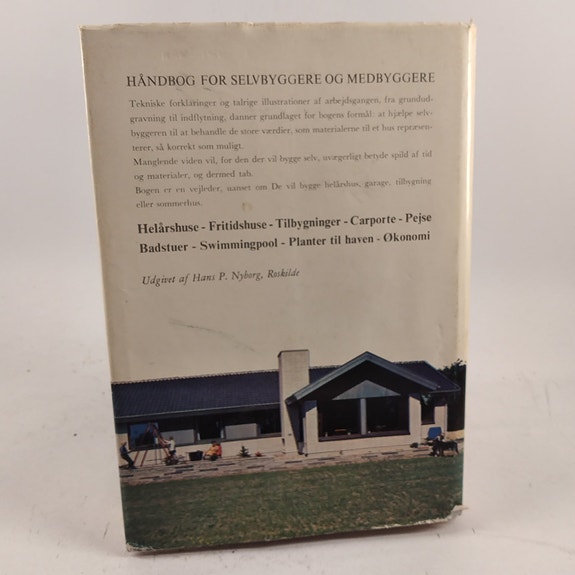 HÅNDBOG FOR SELVBYGGERE OG MEDBYGGERE
Tekniske forklaringer og talrige illustrationer af arbejdsgangen, fra grundud-
gravning til indflytning, danner grundlaget for bogens formål: at hjælpe selv-
byggeren til at behandle de store værdier, som materialerne til et hus repræsen-
terer, så korrekt som muligt.
Manglende viden vil, for den der vil bygge selv, uvægerligt betyde spild af tid
og materialer, og dermed tab.
Bogen er en vejleder, uanset om De vil bygge helårshus, garage, tilbygning
eller sommerhus.
Helårshuse - Fritidshuse - Tilbygninger - Carporte - Pejse
Badstuer - Swimmingpool - Planter til haven - Økonomi
Udgivet af Hans P. Nyborg, Roskilde